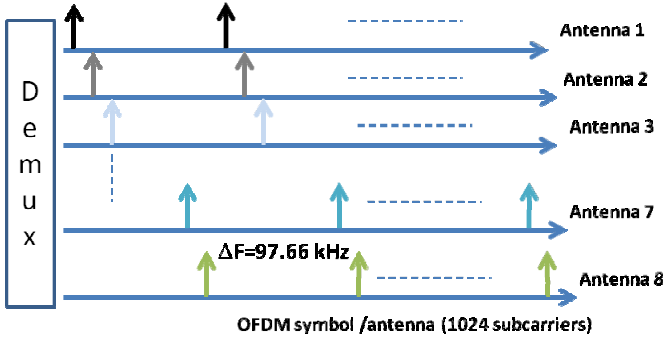 Demux
Antenna 1
Antenna 2
Antenna 3
Antenna 7
ΔF=97.66 kHz
Antenna 8
OFDM symbol /antenna (1024 subcarriers)